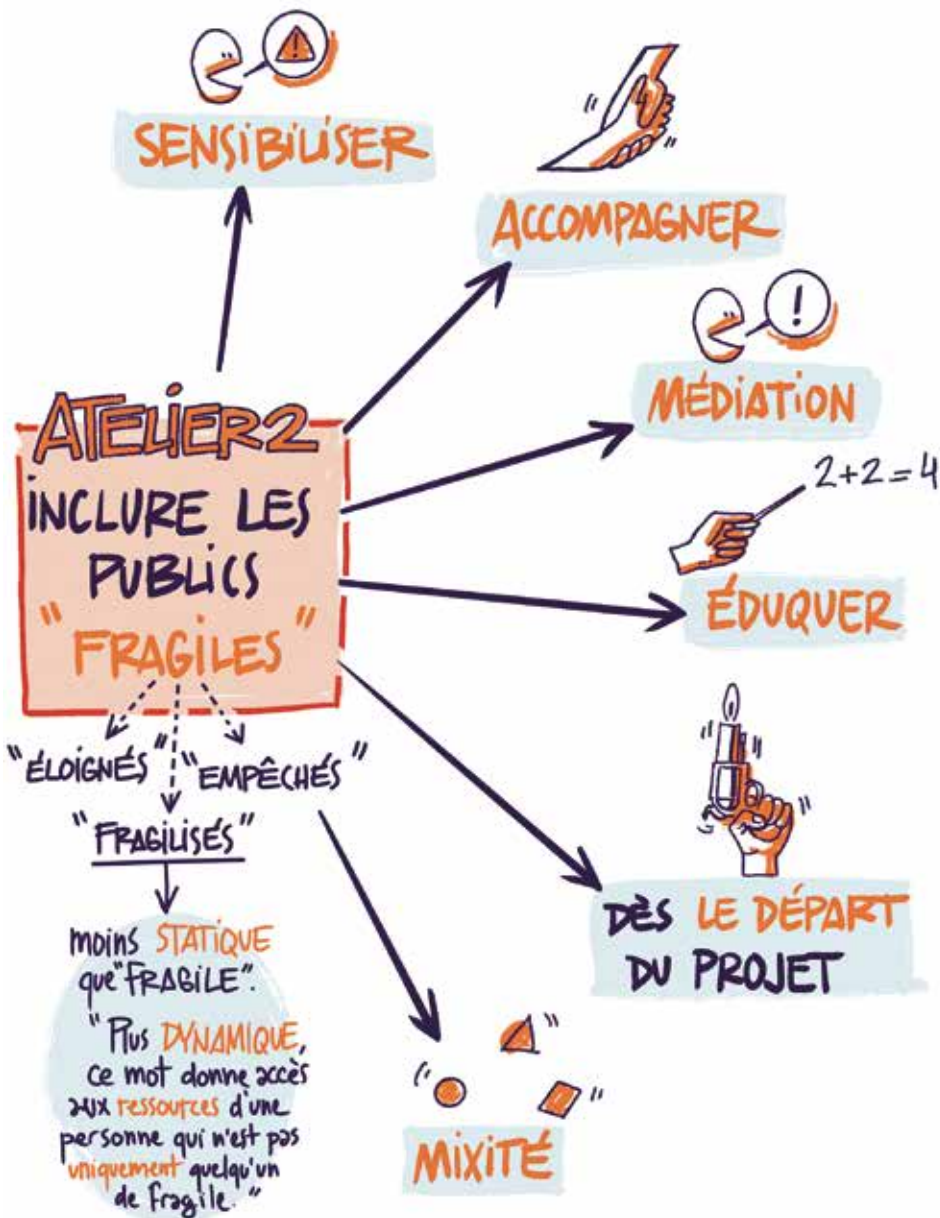 SENSIBILISER
ACCOMPAGNER
!
MÉDIATION
2+2=4
ÉDUQUER
ATELIER 2
INCLURE LES
PUBLICS
"FRAGILES"
"ÉLOIGNÉS"
"EMPÊCHÉS"
"FRAGILISÉS"
moins STATIQUE
que "FRAGILE".
"Plus DYNAMIQUE,
ce mot donne accès
aux ressources d'une
personne qui n'est pas
uniquement quelqu'un
de fragile."
DÈS LE DÉPART
DU PROJET
MIXITÉ